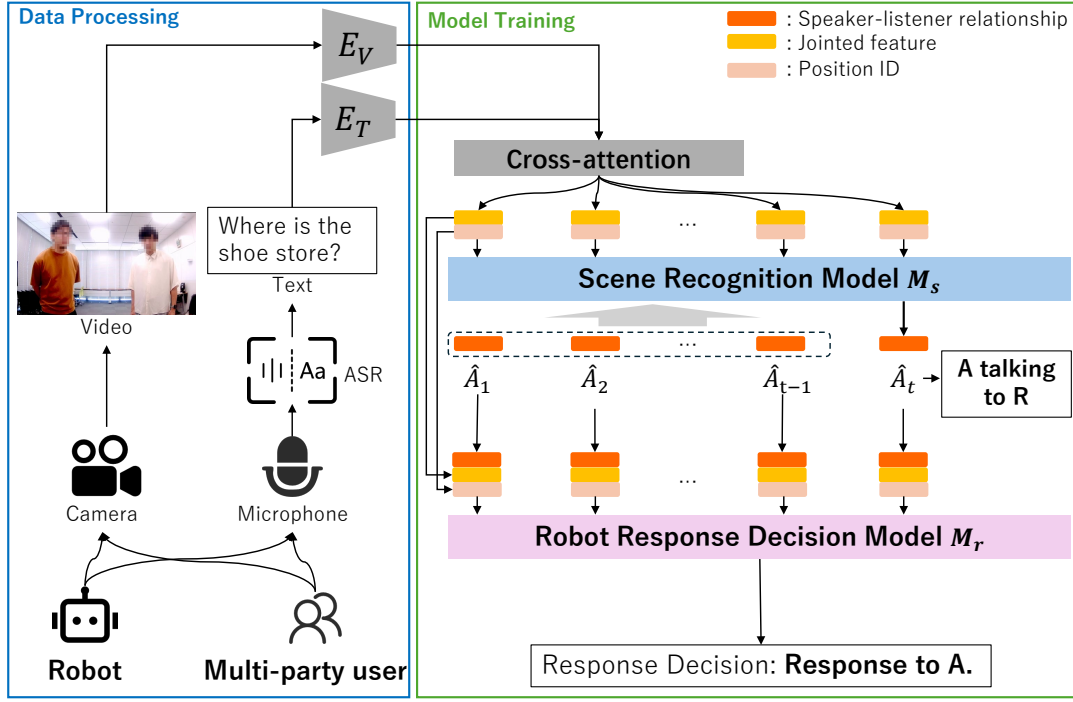 Data Processing
Model Training
: Speaker-listener relationship
: Jointed feature
: Position ID
E_V
E_T
Cross-attention
Where is the
shoe store?
Text
Video
...
...
Scene Recognition Model M_s
...
Aa
ASR
Â_1
Â_2
Â_{t−1}
Â_t
A talking
to R
Camera
Microphone
...
Robot Response Decision Model M_r
Robot
Multi-party user
Response Decision: Response to A.